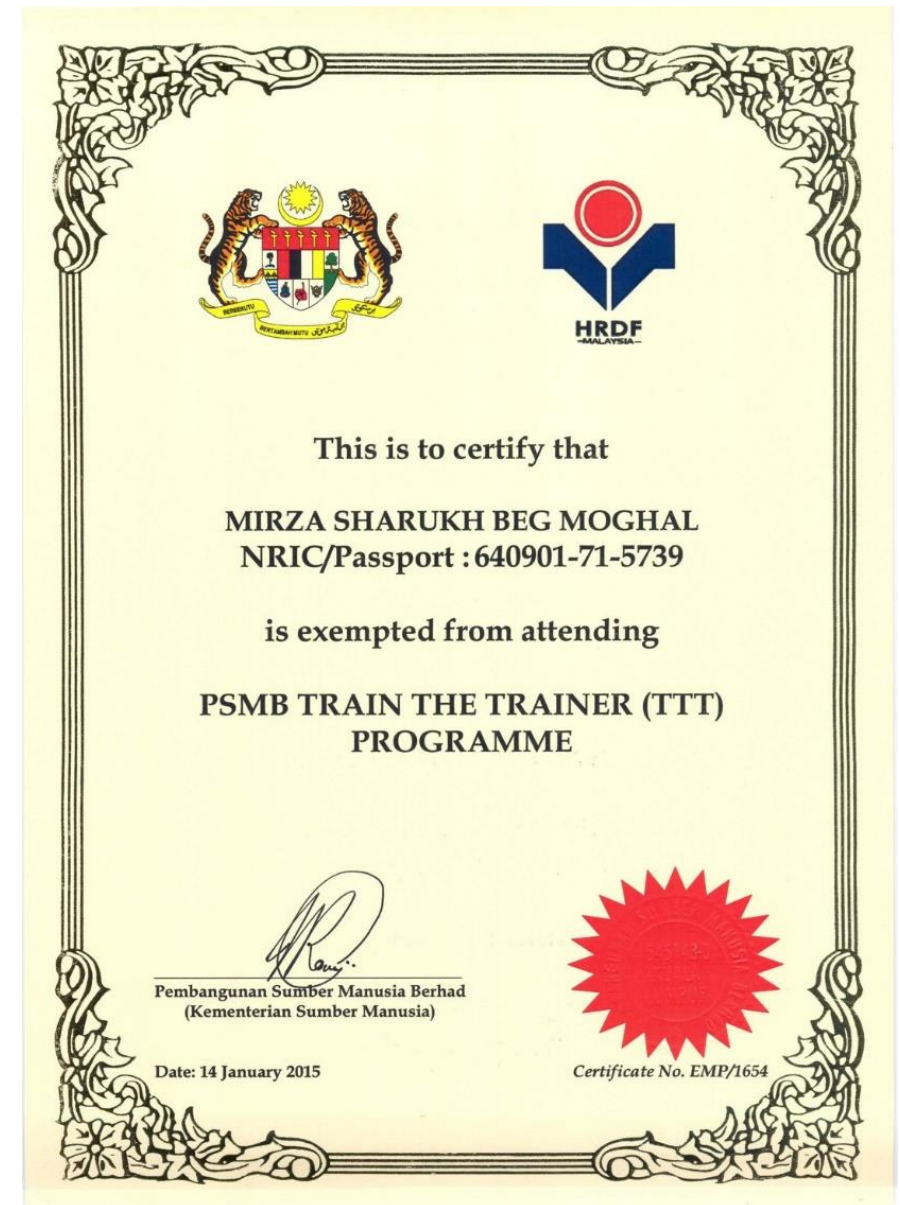 BERSEKUTU
BERTAMBAH MUTU
HRDF
-MALAYSIA-
This is to certify that
MIRZA SHARUKH BEG MOGHAL
NRIC/Passport : 640901-71-5739
is exempted from attending
PSMB TRAIN THE TRAINER (TTT)
PROGRAMME
Pembangunan Sumber Manusia Berhad
(Kementerian Sumber Manusia)
Date: 14 January 2015
Certificate No. EMP/1654